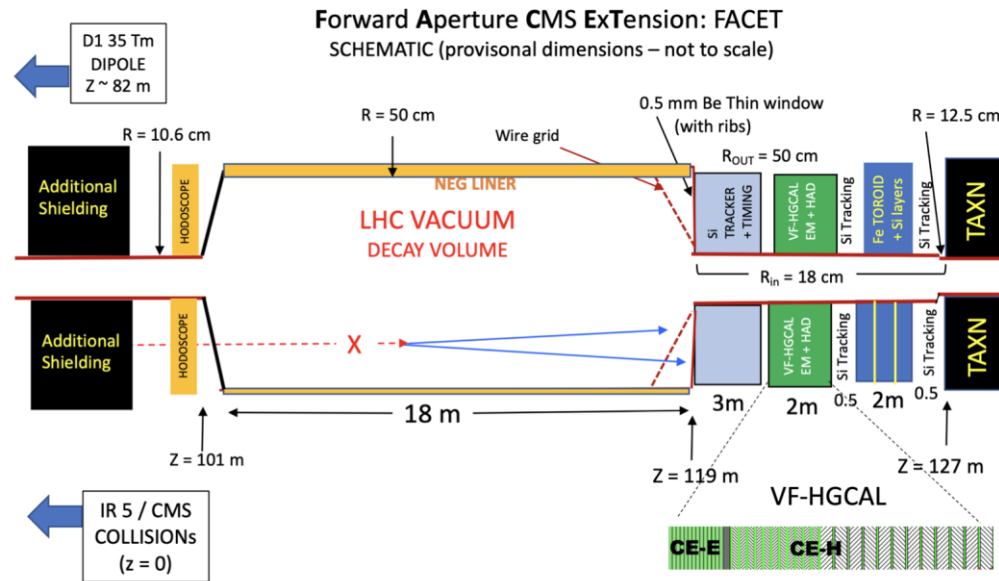 Forward Aperture CMS ExTension: FACET
SCHEMATIC (provisonal dimensions – not to scale)
D1 35 Tm
DIPOLE
Z ~ 82 m
R = 10.6 cm
R = 50 cm
Wire grid
0.5 mm Be Thin window
(with ribs)
R = 12.5 cm
ROUT = 50 cm
Additional
Shielding
HODOSCOPE
NEG LINER
LHC VACUUM
DECAY VOLUME
Si
TRACKER
+ TIMING
VF-HGCAL
EM + HAD
Si Tracking
Fe TOROID
+ Si layers
Si Tracking
TAXN
Rin = 18 cm
Additional
Shielding
HODOSCOPE
X
VF-HGCAL
EM + HAD
Si Tracking
Si Tracking
TAXN
18 m
3m
2m
0.5
2m
0.5
Z = 101 m
Z = 119 m
Z = 127 m
IR 5 / CMS
COLLISIONs
(z = 0)
VF-HGCAL
CE-E
CE-H